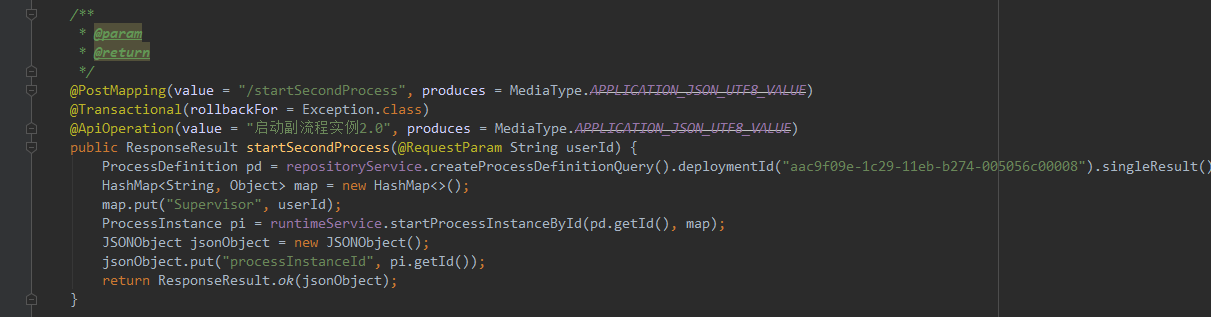 /**
 * @param
 * @return
 */
@PostMapping(value = "/startSecondProcess", produces = MediaType.APPLICATION_JSON_UTF8_VALUE)
@Transactional(rollbackFor = Exception.class)
@ApiOperation(value = "启动副流程实例2.0", produces = MediaType.APPLICATION_JSON_UTF8_VALUE)
public ResponseResult startSecondProcess(@RequestParam String userId) {
    ProcessDefinition pd = repositoryService.createProcessDefinitionQuery().deploymentId("aac9f09e-1c29-11eb-b274-005056c00008").singleResult()
    HashMap<String, Object> map = new HashMap<>();
    map.put("Supervisor", userId);
    ProcessInstance pi = runtimeService.startProcessInstanceById(pd.getId(), map);
    JSONObject jsonObject = new JSONObject();
    jsonObject.put("processInstanceId", pi.getId());
    return ResponseResult.ok(jsonObject);
}